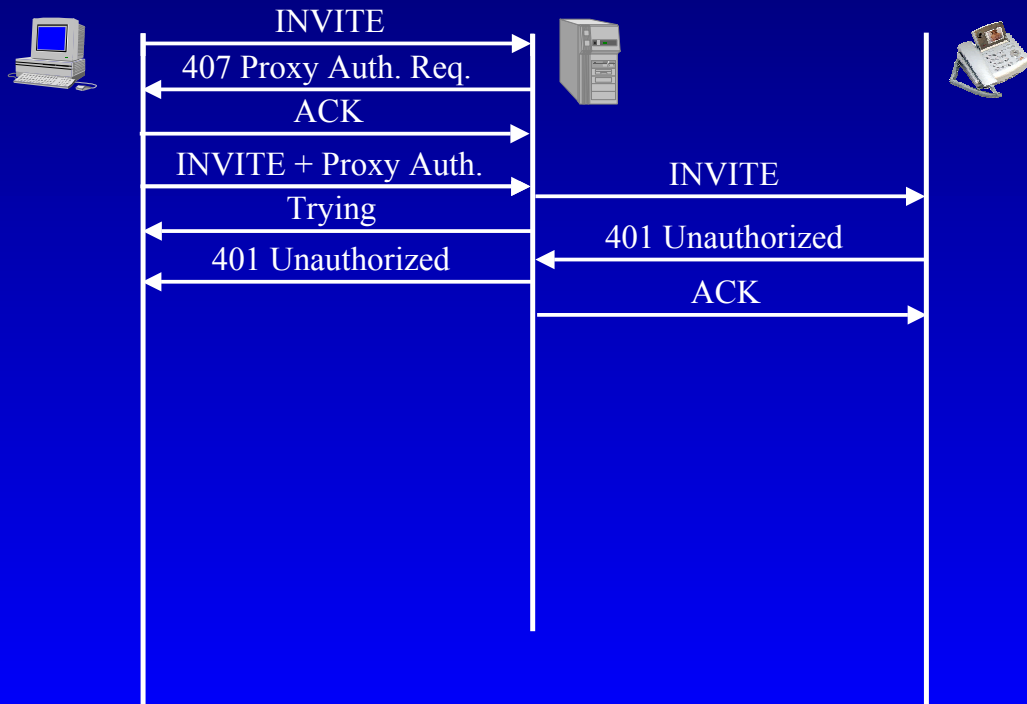 INVITE
407 Proxy Auth. Req.
ACK
INVITE + Proxy Auth.
INVITE
Trying
401 Unauthorized
401 Unauthorized
ACK